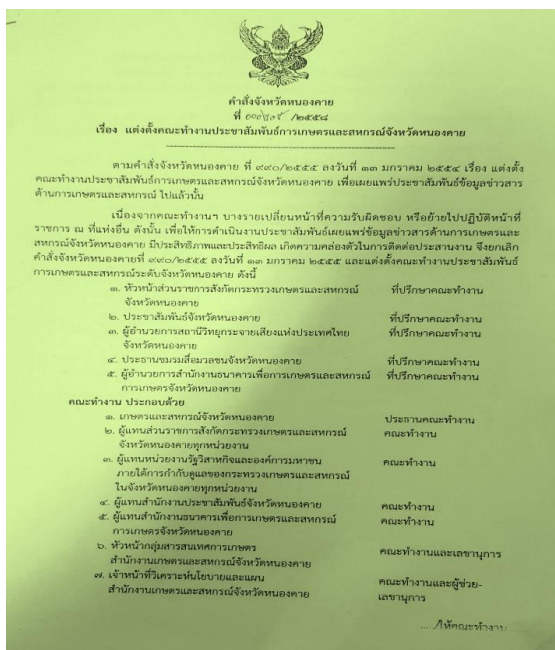 คำสั่งจังหวัดหนองคาย
ที่ /๒๕๕๘
เรื่อง แต่งตั้งคณะทำงานประชาสัมพันธ์การเกษตรและสหกรณ์จังหวัดหนองคาย
ตามคำสั่งจังหวัดหนองคาย ที่ ๙๙๐/๒๕๕๕ ลงวันที่ ๑๓ มกราคม ๒๕๕๔ เรื่อง แต่งตั้ง
คณะทำงานประชาสัมพันธ์การเกษตรและสหกรณ์จังหวัดหนองคาย เพื่อเผยแพร่ประชาสัมพันธ์ข้อมูลข่าวสาร
ด้านการเกษตรและสหกรณ์ ไปแล้วนั้น
เนื่องจากคณะทำงานฯ บางรายเปลี่ยนหน้าที่ความรับผิดชอบ หรือย้ายไปปฏิบัติหน้าที่
ราชการ ณ ที่แห่งอื่น ดังนั้น เพื่อให้การดำเนินงานประชาสัมพันธ์เผยแพร่ข้อมูลข่าวสารด้านการเกษตรและ
สหกรณ์จังหวัดหนองคาย มีประสิทธิภาพและประสิทธิผล เกิดความคล่องตัวในการติดต่อประสานงาน จึงยกเลิก
คำสั่งจังหวัดหนองคายที่ ๙๙๐/๒๕๕๕ ลงวันที่ ๑๓ มกราคม ๒๕๕๕ และแต่งตั้งคณะทำงานประชาสัมพันธ์
การเกษตรและสหกรณ์ระดับจังหวัดหนองคาย ดังนี้
๑. หัวหน้าส่วนราชการสังกัดกระทรวงเกษตรและสหกรณ์ ที่ปรึกษาคณะทำงาน
จังหวัดหนองคาย
๒. ประชาสัมพันธ์จังหวัดหนองคาย ที่ปรึกษาคณะทำงาน
๓. ผู้อำนวยการสถานีวิทยุกระจายเสียงแห่งประเทศไทย ที่ปรึกษาคณะทำงาน
จังหวัดหนองคาย
๔. ประธานชมรมสื่อมวลชนจังหวัดหนองคาย ที่ปรึกษาคณะทำงาน
๕. ผู้อำนวยการสำนักงานธนาคารเพื่อการเกษตรและสหกรณ์ ที่ปรึกษาคณะทำงาน
การเกษตรจังหวัดหนองคาย
คณะทำงาน ประกอบด้วย
๑. เกษตรและสหกรณ์จังหวัดหนองคาย ประธานคณะทำงาน
๒. ผู้แทนส่วนราชการสังกัดกระทรวงเกษตรและสหกรณ์ คณะทำงาน
จังหวัดหนองคายทุกหน่วยงาน
๓. ผู้แทนหน่วยงานรัฐวิสาหกิจและองค์การมหาชน คณะทำงาน
ภายใต้การกำกับดูแลของกระทรวงเกษตรและสหกรณ์
ในจังหวัดหนองคายทุกหน่วยงาน
๔. ผู้แทนสำนักงานประชาสัมพันธ์จังหวัดหนองคาย คณะทำงาน
๕. ผู้แทนสำนักงานธนาคารเพื่อการเกษตรและสหกรณ์ คณะทำงาน
การเกษตรจังหวัดหนองคาย
๖. หัวหน้ากลุ่มสารสนเทศการเกษตร คณะทำงานและเลขานุการ
สำนักงานเกษตรและสหกรณ์จังหวัดหนองคาย
๗. เจ้าหน้าที่วิเคราะห์นโยบายและแผน คณะทำงานและผู้ช่วย-
สำนักงานเกษตรและสหกรณ์จังหวัดหนองคาย เลขานุการ
...../ให้คณะทำงาน